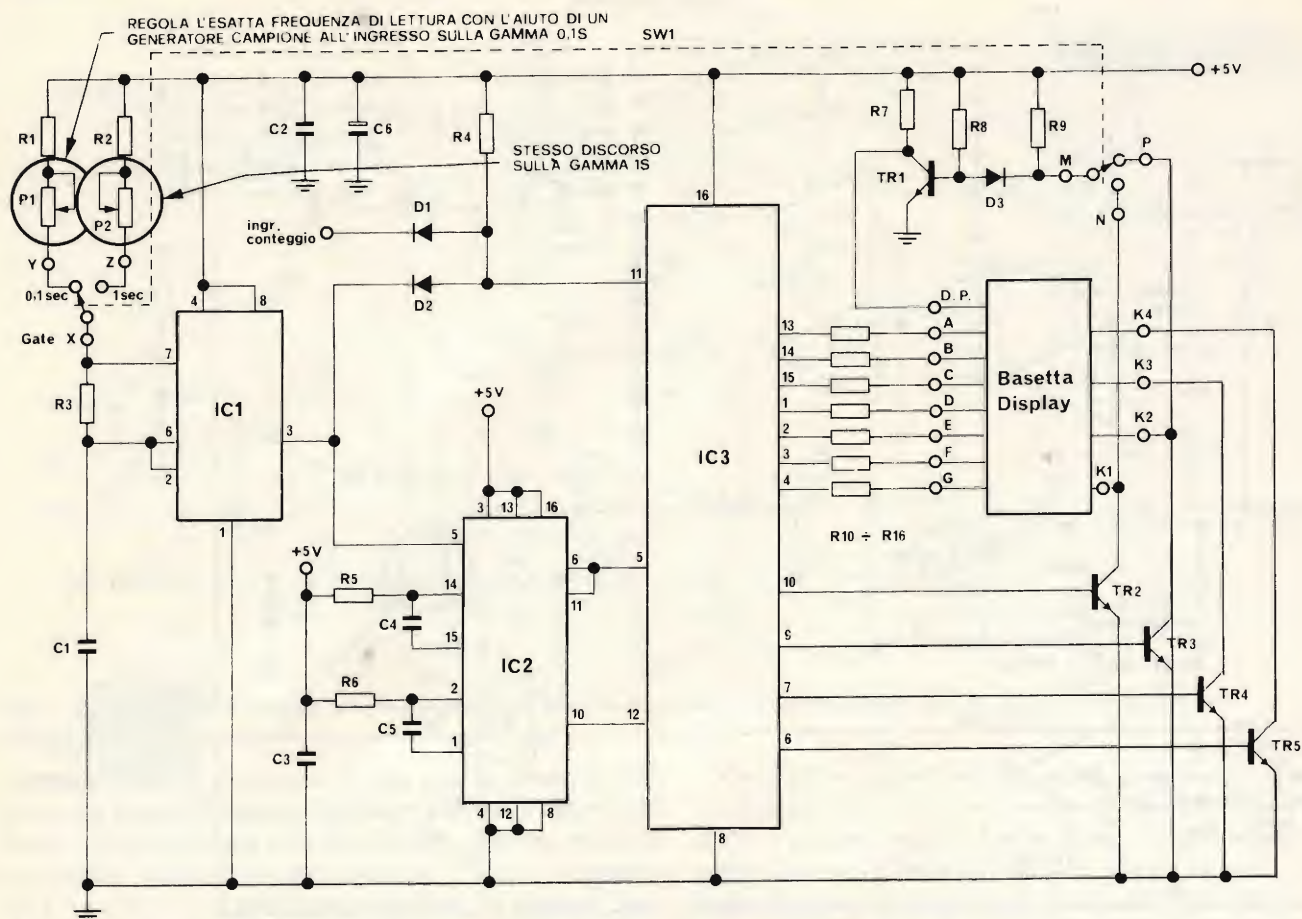 REGOLA L'ESATTA FREQUENZA DI LETTURA CON L'AIUTO DI UN
GENERATORE CAMPIONE ALL'INGRESSO SULLA GAMMA 0,1S
SW1
+5V
R1
R2
C2
C6
R4
R7
R8
R9
STESSO DISCORSO
SULLA GAMMA 1S
P1
P2
TR1
D3
M
P
N
16
D1
ingr.
conteggio
D2
11
Y
Z
0,1sec
1sec
Gate X
4
8
7
R3
6
2
IC1
3
1
D.P.
13
A
14
B
15
C
1
D
2
E
3
F
4
G
Basetta
Display
K4
K3
K2
K1
IC3
R10 ÷ R16
+5V
3
13
16
5
6
11
5
+5V
R5
14
C4
15
IC2
R6
2
C5
1
10
12
C1
C3
4
12
8
10
TR2
9
TR3
7
TR4
6
TR5
8